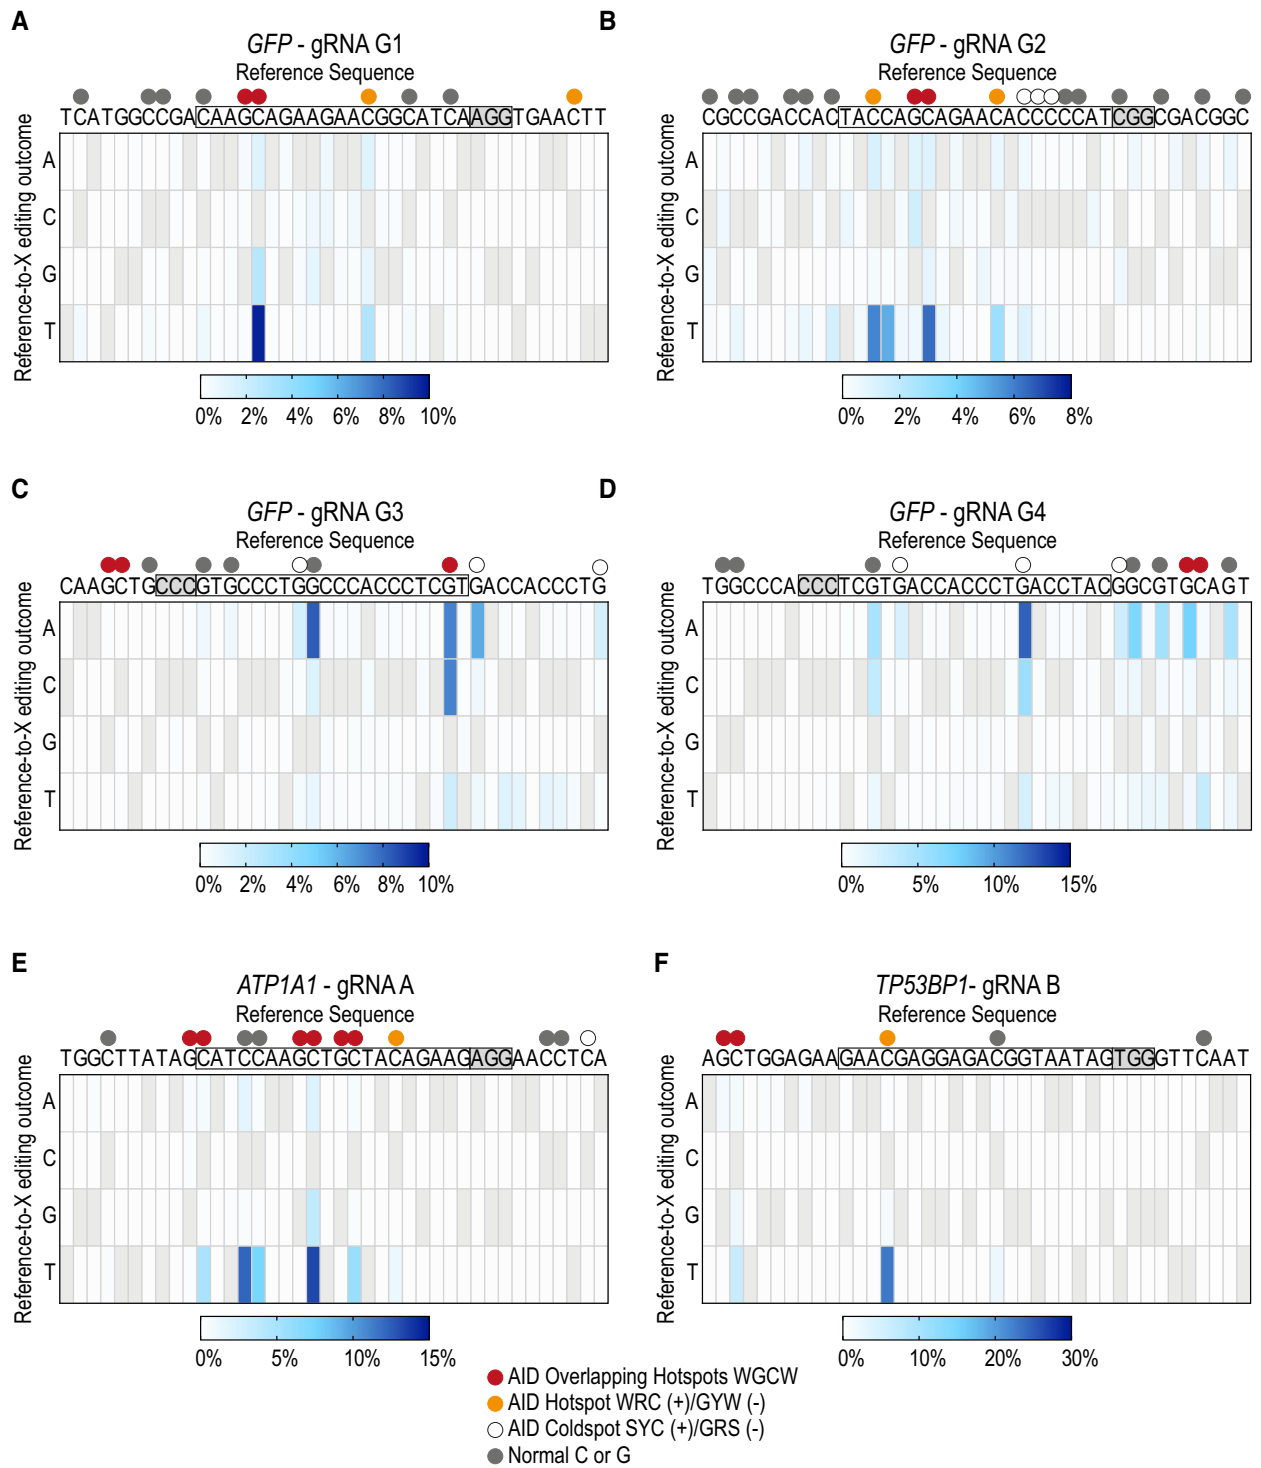 A
GFP - gRNA G1
Reference Sequence
TCATGGCCGACAAGCAGAAGAACGGCATCAAGGTGAACTT
Reference-to-X editing outcome
A
C
G
T
0% 2% 4% 6% 8% 10%
B
GFP - gRNA G2
Reference Sequence
CGCCGACCACTACCAGCAGAACACCCCCATCGGCGACGGC
Reference-to-X editing outcome
A
C
G
T
0% 2% 4% 6% 8%
C
GFP - gRNA G3
Reference Sequence
CAAGCTGCCCGTGCCCTGGCCCACCCTCGTGACCACCCTG
Reference-to-X editing outcome
A
C
G
T
0% 2% 4% 6% 8% 10%
D
GFP - gRNA G4
Reference Sequence
TGGCCCACCCTCGTGACCACCCTGACCTACGGCGTGCAGT
Reference-to-X editing outcome
A
C
G
T
0% 5% 10% 15%
E
ATP1A1 - gRNA A
Reference Sequence
TGGCTTATAGCATCCAAGCTGCTACAGAAGAGGAACCTCA
Reference-to-X editing outcome
A
C
G
T
0% 5% 10% 15%
F
TP53BP1- gRNA B
Reference Sequence
AGCTGGAGAAGAACGAGGAGACGGTAATAGTGGGTTCAAT
Reference-to-X editing outcome
A
C
G
T
0% 10% 20% 30%
AID Overlapping Hotspots WGCW
AID Hotspot WRC (+)/GYW (-)
AID Coldspot SYC (+)/GRS (-)
Normal C or G